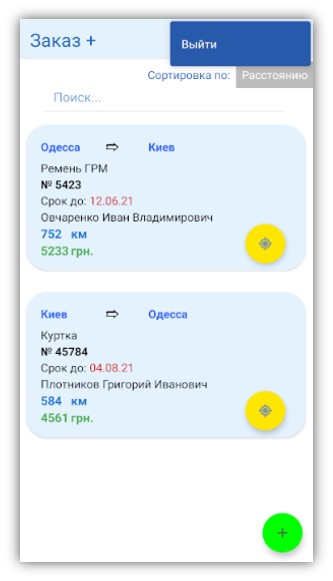 Заказ +
Выйти
Сортировка по: Расстоянию
Поиск...
Одесса ⇨ Киев
Ремень ГРМ
№ 5423
Срок до: 12.06.21
Овчаренко Иван Владимирович
752 км
5233 грн.
Киев ⇨ Одесса
Куртка
№ 45784
Срок до: 04.08.21
Плотников Григорий Иванович
584 км
4561 грн.
+